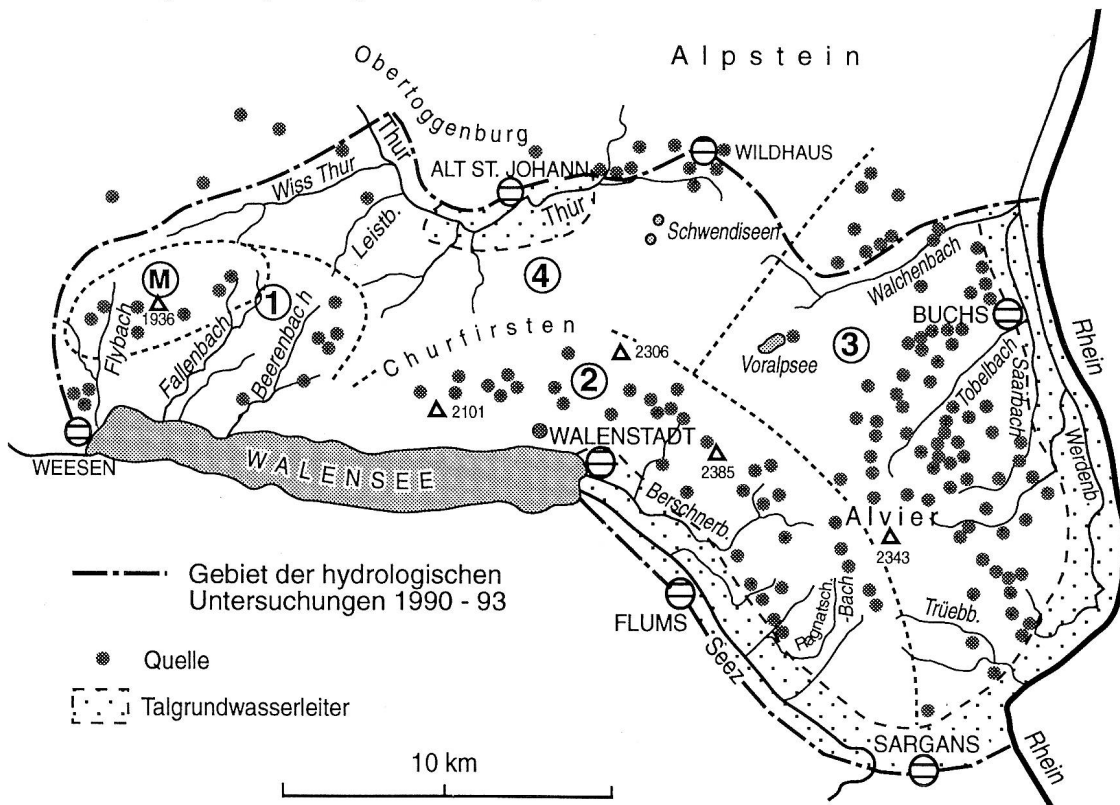 Alpstein
Obertoggenburg
Thur
Wiss Thur
ALT ST. JOHANN
WILDHAUS
Leistb.
Thur
Schwendiseen
4
M
1936
1
Flybach
Fallenbach
Beerenbach
Churfirsten
2306
2
2101
Walchenbach
BUCHS
3
Voralpsee
Tobelbach
Saarbach
Rhein
WEESEN
WALENSEE
WALENSTADT
2385
Berschnerb.
Werdenb.
Alvier
2343
Gebiet der hydrologischen
Untersuchungen 1990 - 93
FLUMS
Ragnatsch.
-Bach
Trüebb.
Seez
Quelle
Talgrundwasserleiter
SARGANS
Rhein
10 km